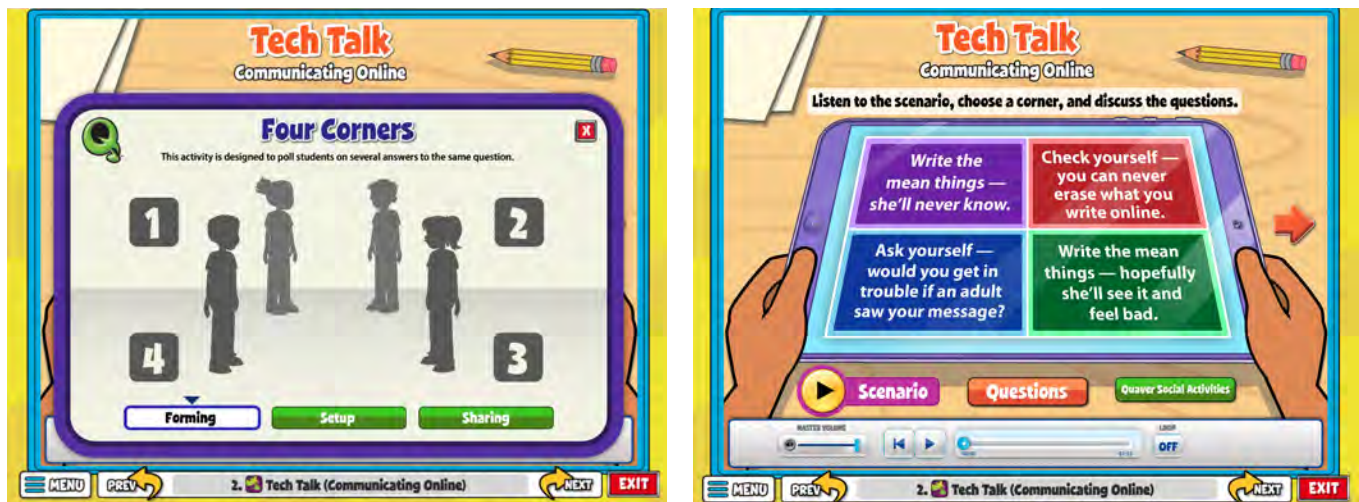 Tech Talk
Communicating Online
Q
Four Corners
X
This activity is designed to poll students on several answers to the same question.
1
2
4
3
Forming
Setup
Sharing
MENU
PREV
2. Tech Talk (Communicating Online)
NEXT
EXIT
Tech Talk
Communicating Online
Listen to the scenario, choose a corner, and discuss the questions.
Write the
mean things —
she'll never know.
Check yourself —
you can never
erase what you
write online.
Ask yourself —
would you get in
trouble if an adult
saw your message?
Write the mean
things — hopefully
she'll see it and
feel bad.
Scenario
Questions
Quaver Social Activities
MASTER VOLUME
LOOP
OFF
MENU
PREV
2. Tech Talk (Communicating Online)
NEXT
EXIT